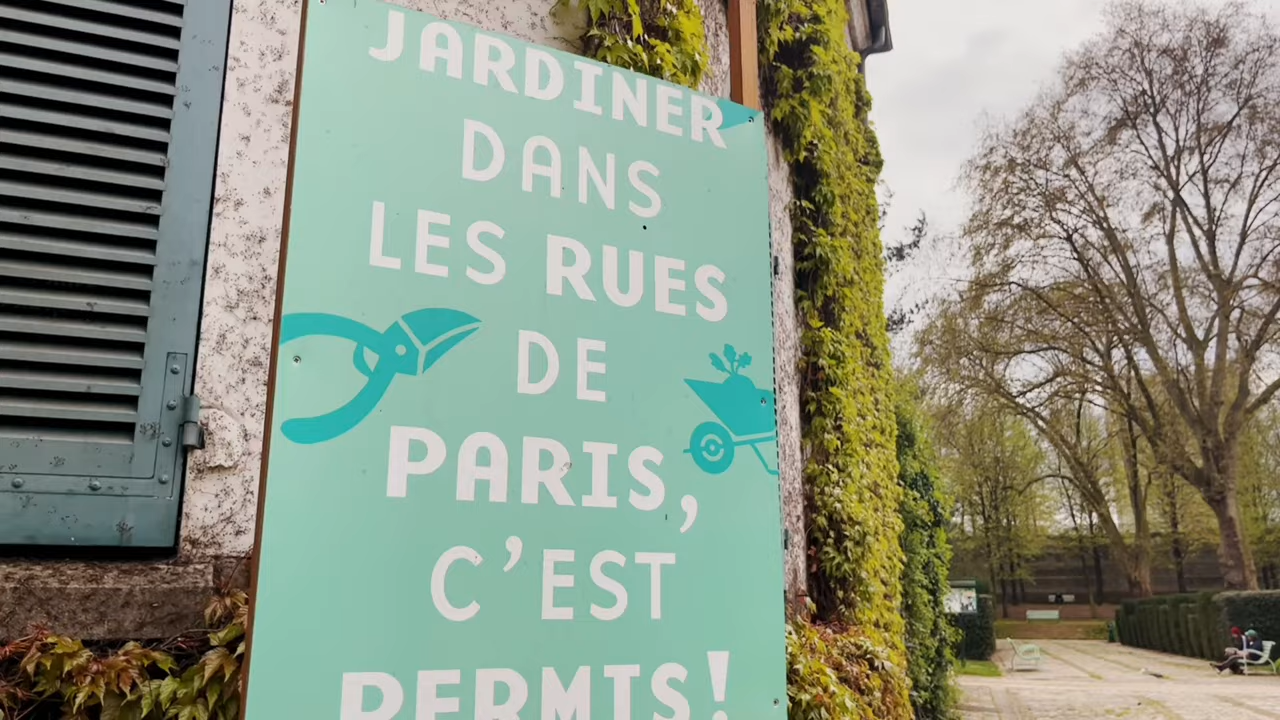 JARDINER
DANS
LES RUES
DE
PARIS,
C'EST
PERMIS!